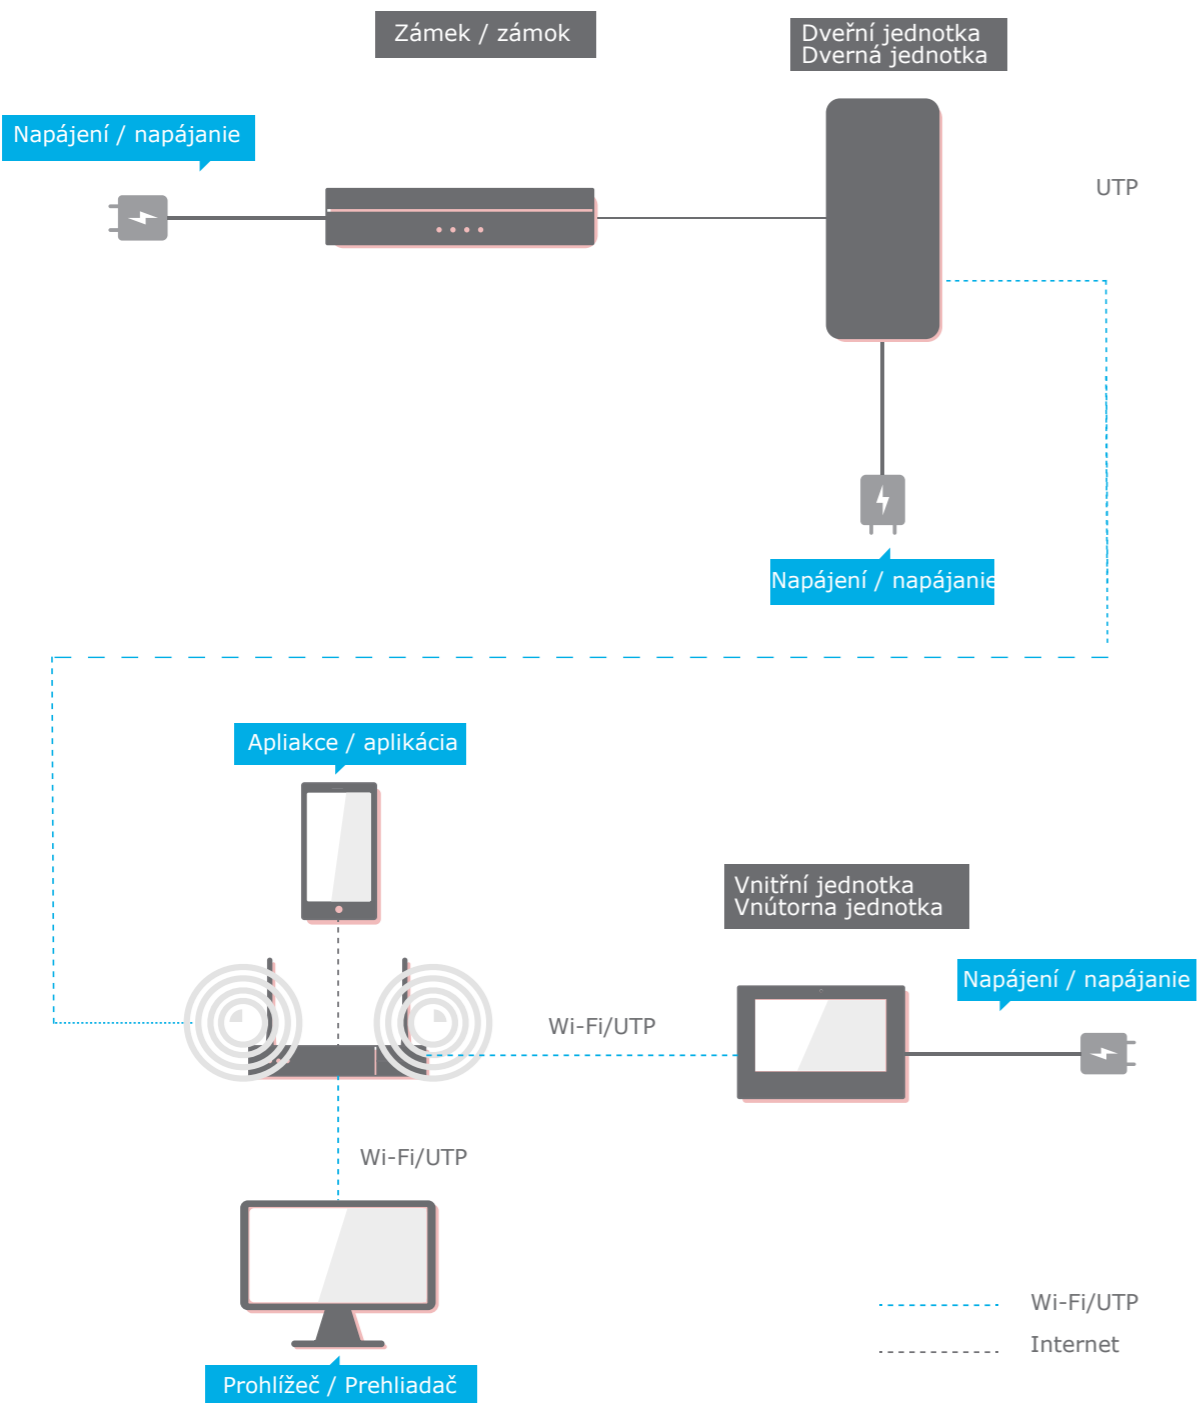 Zámek / zámok
Dveřní jednotka
Dverná jednotka
Napájení / napájanie
UTP
Napájení / napájanie
Apliakce / aplikácia
Vnitřní jednotka
Vnútorna jednotka
Napájení / napájanie
Wi-Fi/UTP
Wi-Fi/UTP
Wi-Fi/UTP
Internet
Prohlížeč / Prehliadač